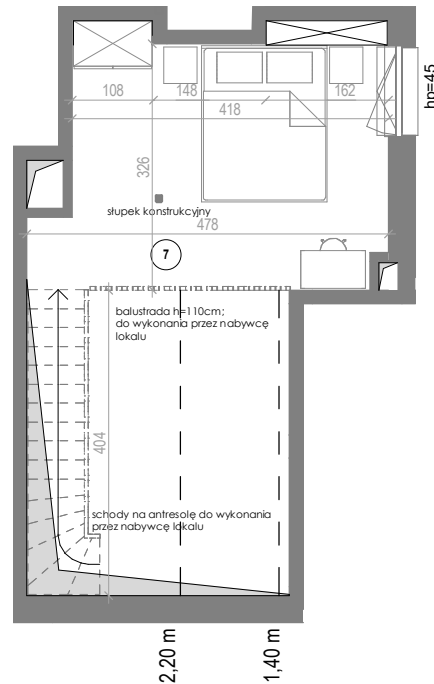 108
148
162
418
hp=45
326
słupek konstrukcyjny
478
7
balustrada h=110cm;
do wykonania przez nabywcę
lokalu
404
schody na antresolę do wykonania
przez nabywcę lokalu
2,20 m
1,40 m